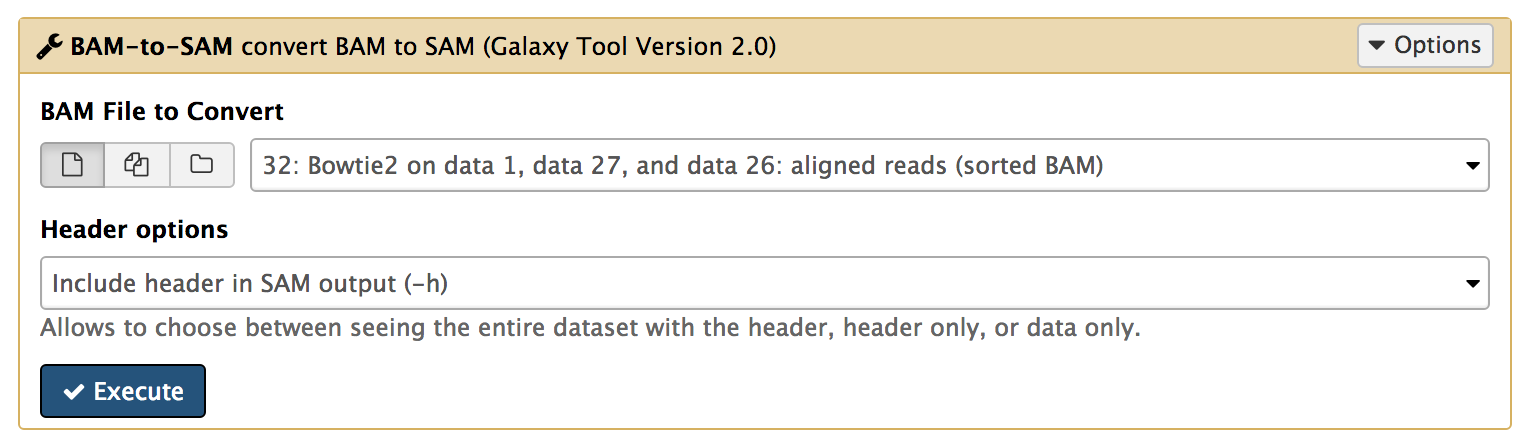 BAM-to-SAM convert BAM to SAM (Galaxy Tool Version 2.0)
Options
BAM File to Convert
32: Bowtie2 on data 1, data 27, and data 26: aligned reads (sorted BAM)
Header options
Include header in SAM output (-h)
Allows to choose between seeing the entire dataset with the header, header only, or data only.
Execute